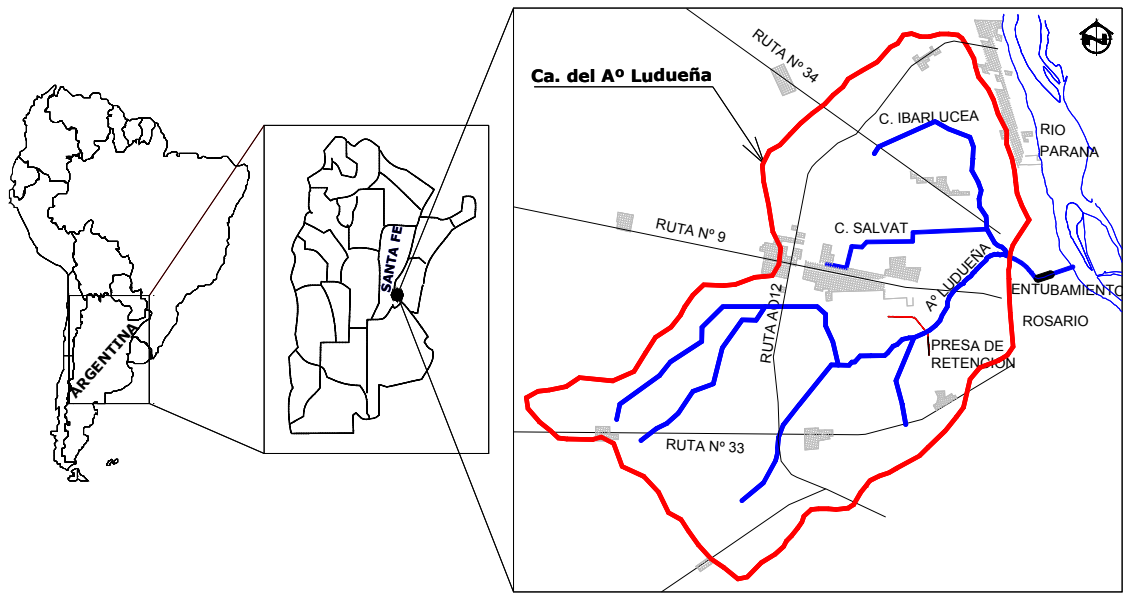 ARGENTINA
SANTA FE
Ca. del Aº Ludueña
RUTA Nº 34
C. IBARLUCEA
RIO
PARANA
RUTA Nº 9
C. SALVAT
Aº LUDUEÑA
ENTUBAMIENTO
RUTA A O12
ROSARIO
PRESA DE
RETENCION
RUTA Nº 33